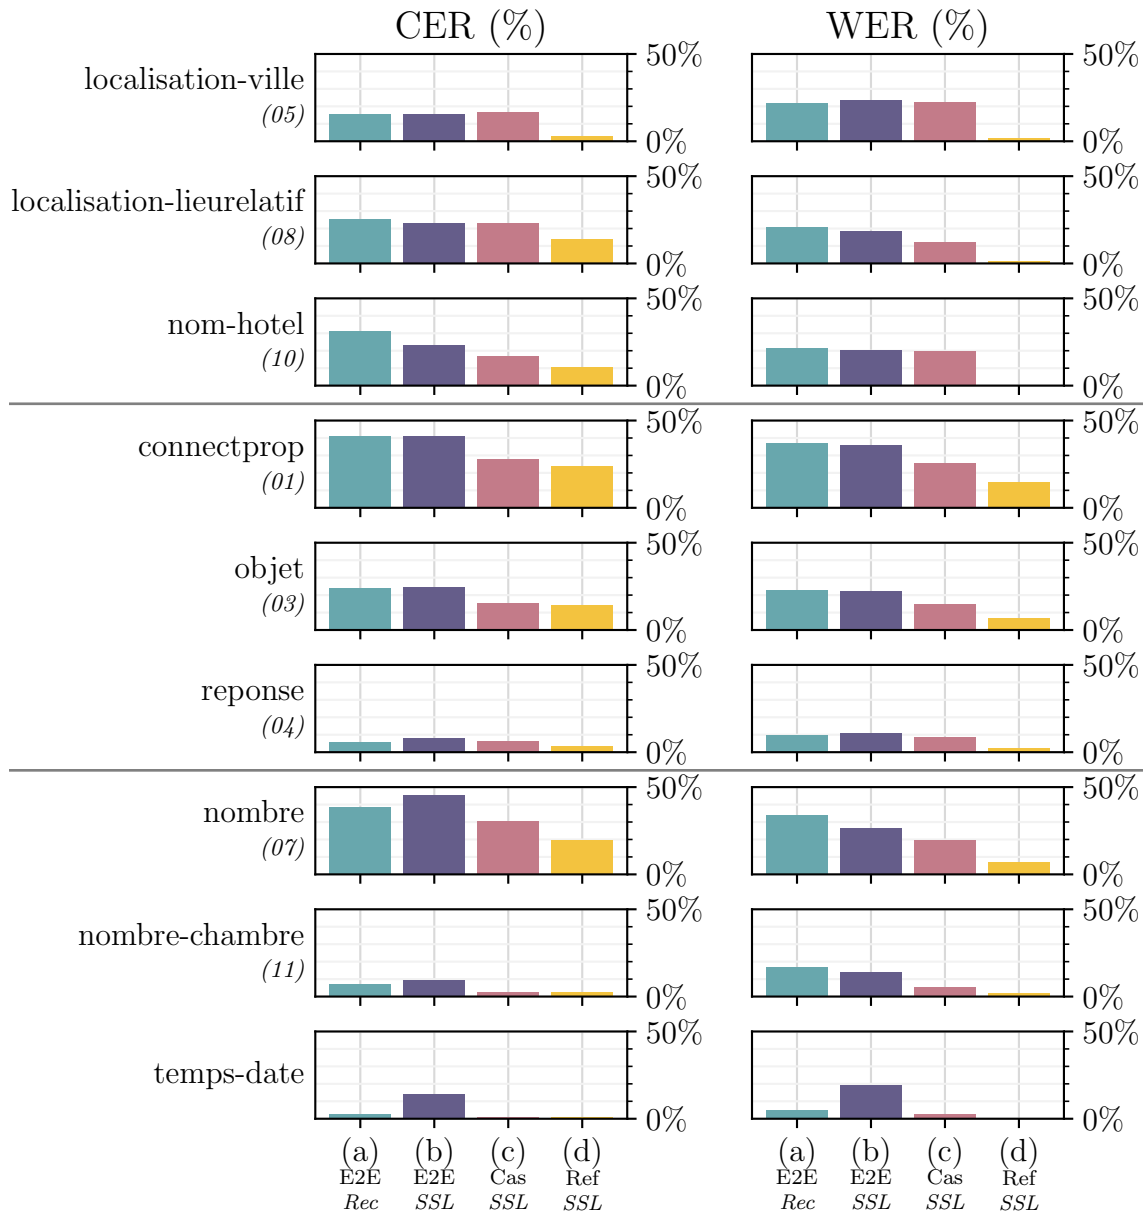 CER (%) WER (%)
localisation-ville 50% 50%
(05) 0% 0%
localisation-lieurelatif 50% 50%
(08) 0% 0%
nom-hotel 50% 50%
(10) 0% 0%
connectprop 50% 50%
(01) 0% 0%
objet 50% 50%
(03) 0% 0%
reponse 50% 50%
(04) 0% 0%
nombre 50% 50%
(07) 0% 0%
nombre-chambre 50% 50%
(11) 0% 0%
temps-date 50% 50%
0% 0%
(a) (b) (c) (d) (a) (b) (c) (d)
E2E E2E Cas Ref E2E E2E Cas Ref
Rec SSL SSL SSL Rec SSL SSL SSL